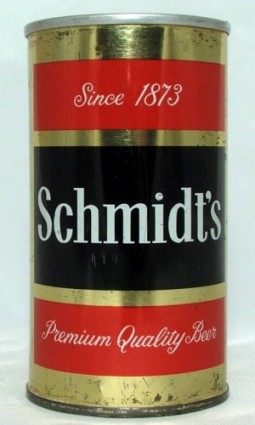 Since 1873
Schmidt's
Premium Quality Beer